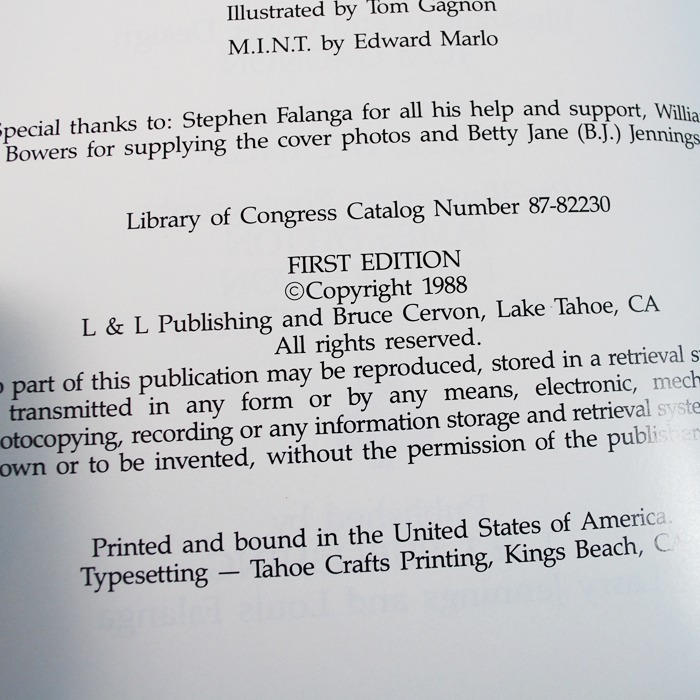 Illustrated by Tom Gagnon
M.I.N.T. by Edward Marlo
Special thanks to: Stephen Falanga for all his help and support, Willia
Bowers for supplying the cover photos and Betty Jane (B.J.) Jennings
Library of Congress Catalog Number 87-82230
FIRST EDITION
©Copyright 1988
L & L Publishing and Bruce Cervon, Lake Tahoe, CA
All rights reserved.
o part of this publication may be reproduced, stored in a retrieval s
transmitted in any form or by any means, electronic, mech
otocopying, recording or any information storage and retrieval syste
own or to be invented, without the permission of the publisher
Printed and bound in the United States of America.
Typesetting — Tahoe Crafts Printing, Kings Beach, CA